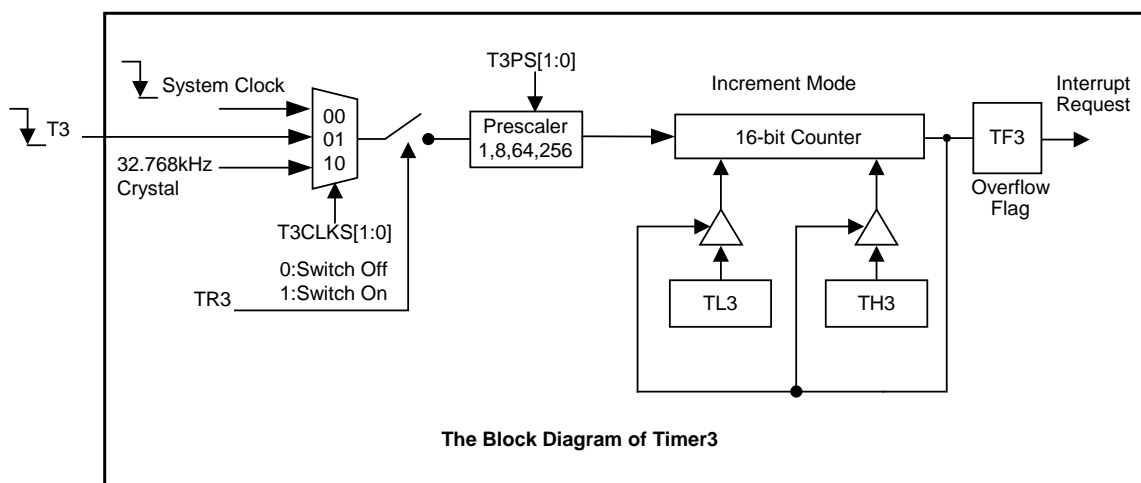 T3PS[1:0]
Increment Mode
Interrupt
Request
System Clock
T3
00
01
10
Prescaler
1,8,64,256
16-bit Counter
TF3
32.768kHz
Crystal
Overflow
Flag
T3CLKS[1:0]
0:Switch Off
1:Switch On
TR3
TL3
TH3
The Block Diagram of Timer3